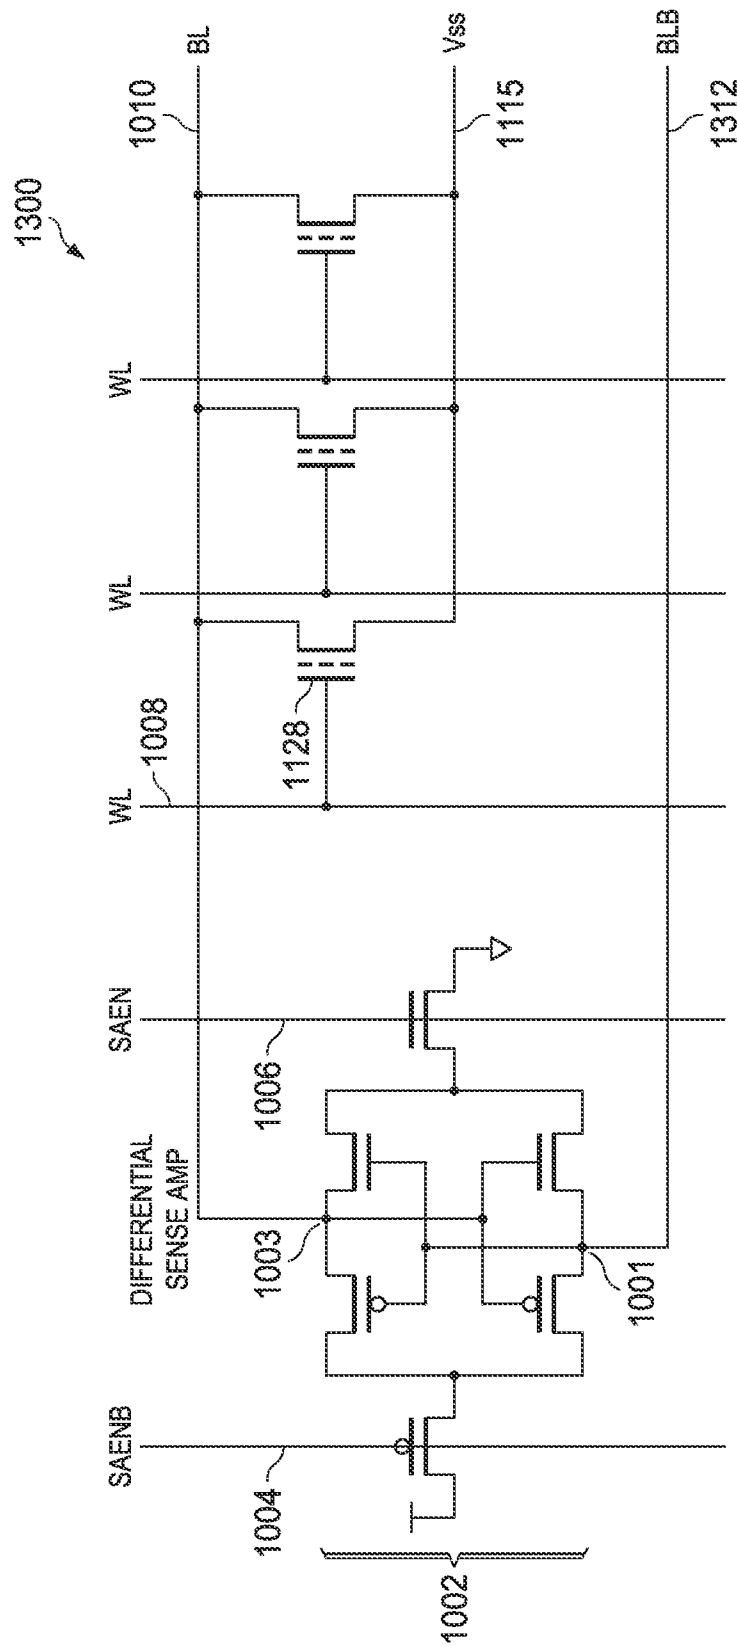 1300
BL
1010
Vss
1115
BLB
1312
WL
WL
WL
1008
1128
SAEN
1006
DIFFERENTIAL
SENSE AMP
1003
1001
SAENB
1004
1002